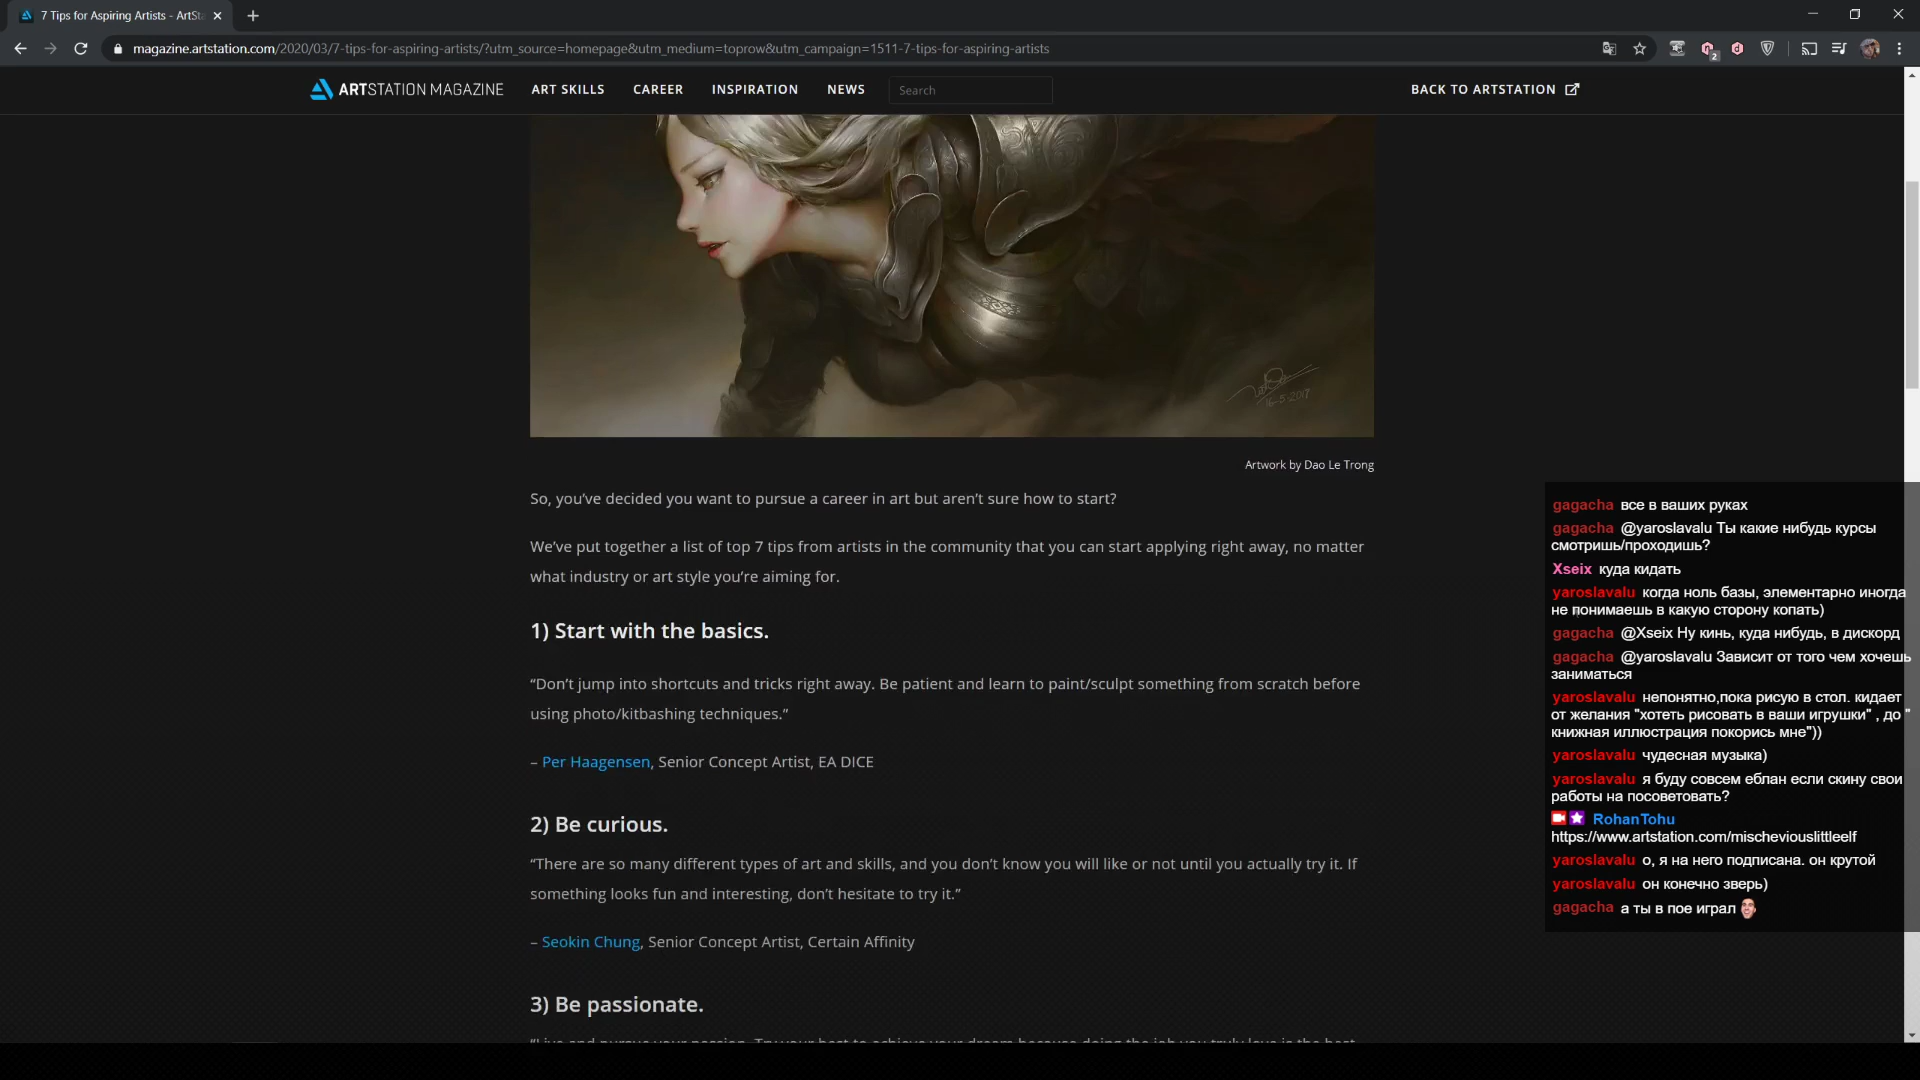 7 Tips for Aspiring Artists - ArtSt
magazine.artstation.com/2020/03/7-tips-for-aspiring-artists/?utm_source=homepage&utm_medium=toprow&utm_campaign=1511-7-tips-for-aspiring-artists
2
ARTSTATION MAGAZINE
ART SKILLS
CAREER
INSPIRATION
NEWS
Search
BACK TO ARTSTATION
16-5-2017
Artwork by Dao Le Trong
So, you’ve decided you want to pursue a career in art but aren’t sure how to start?
We’ve put together a list of top 7 tips from artists in the community that you can start applying right away, no matter
what industry or art style you’re aiming for.
1) Start with the basics.
“Don’t jump into shortcuts and tricks right away. Be patient and learn to paint/sculpt something from scratch before
using photo/kitbashing techniques.”
– Per Haagensen, Senior Concept Artist, EA DICE
2) Be curious.
“There are so many different types of art and skills, and you don’t know you will like or not until you actually try it. If
something looks fun and interesting, don’t hesitate to try it.”
– Seokin Chung, Senior Concept Artist, Certain Affinity
3) Be passionate.
gagacha все в ваших руках
gagacha @yaroslavalu Ты какие нибудь курсы
смотришь/проходишь?
Xseix куда кидать
yaroslavalu когда ноль базы, элементарно иногда
не понимаешь в какую сторону копать)
gagacha @Xseix Ну кинь, куда нибудь, в дискорд
gagacha @yaroslavalu Зависит от того чем хочешь
заниматься
yaroslavalu непонятно,пока рисую в стол. кидает
от желания "хотеть рисовать в ваши игрушки" , до "
книжная иллюстрация покорись мне"))
yaroslavalu чудесная музыка)
yaroslavalu я буду совсем еблан если скину свои
работы на посоветовать?
RohanTohu
https://www.artstation.com/mischeviouslittleelf
yaroslavalu о, я на него подписана. он крутой
yaroslavalu он конечно зверь)
gagacha а ты в пое играл